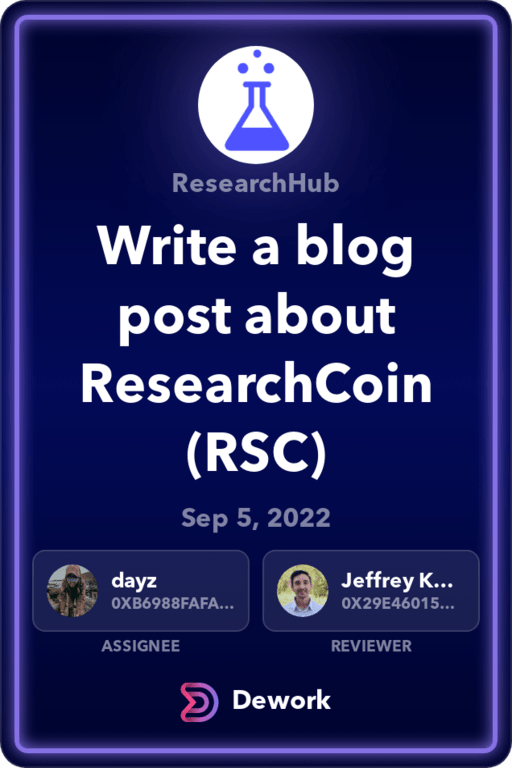 ResearchHub
Write a blog
post about
ResearchCoin
(RSC)
Sep 5, 2022
dayz
0XB6988FAFA...
Jeffrey K...
0X29E46015...
ASSIGNEE
REVIEWER
Dework